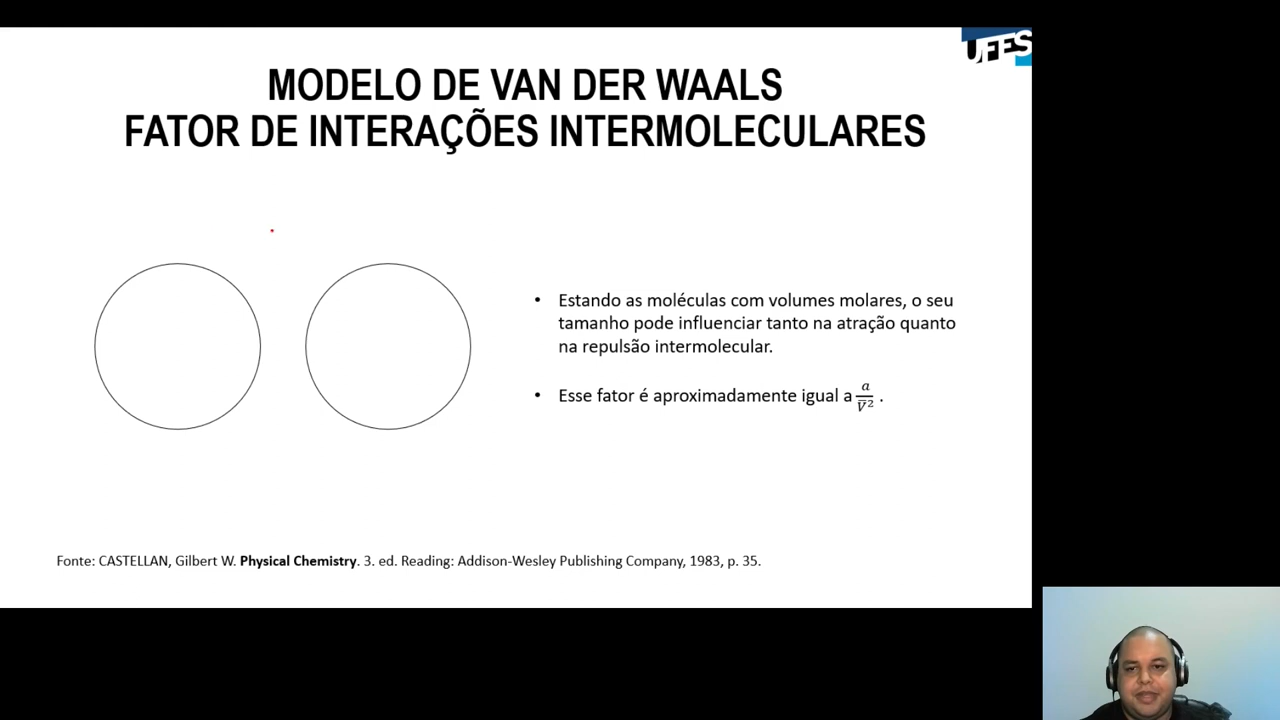 UFES
MODELO DE VAN DER WAALS
FATOR DE INTERAÇÕES INTERMOLECULARES
• Estando as moléculas com volumes molares, o seu
tamanho pode influenciar tanto na atração quanto
na repulsão intermolecular.
• Esse fator é aproximadamente igual a a/V̅² .
Fonte: CASTELLAN, Gilbert W. Physical Chemistry. 3. ed. Reading: Addison-Wesley Publishing Company, 1983, p. 35.